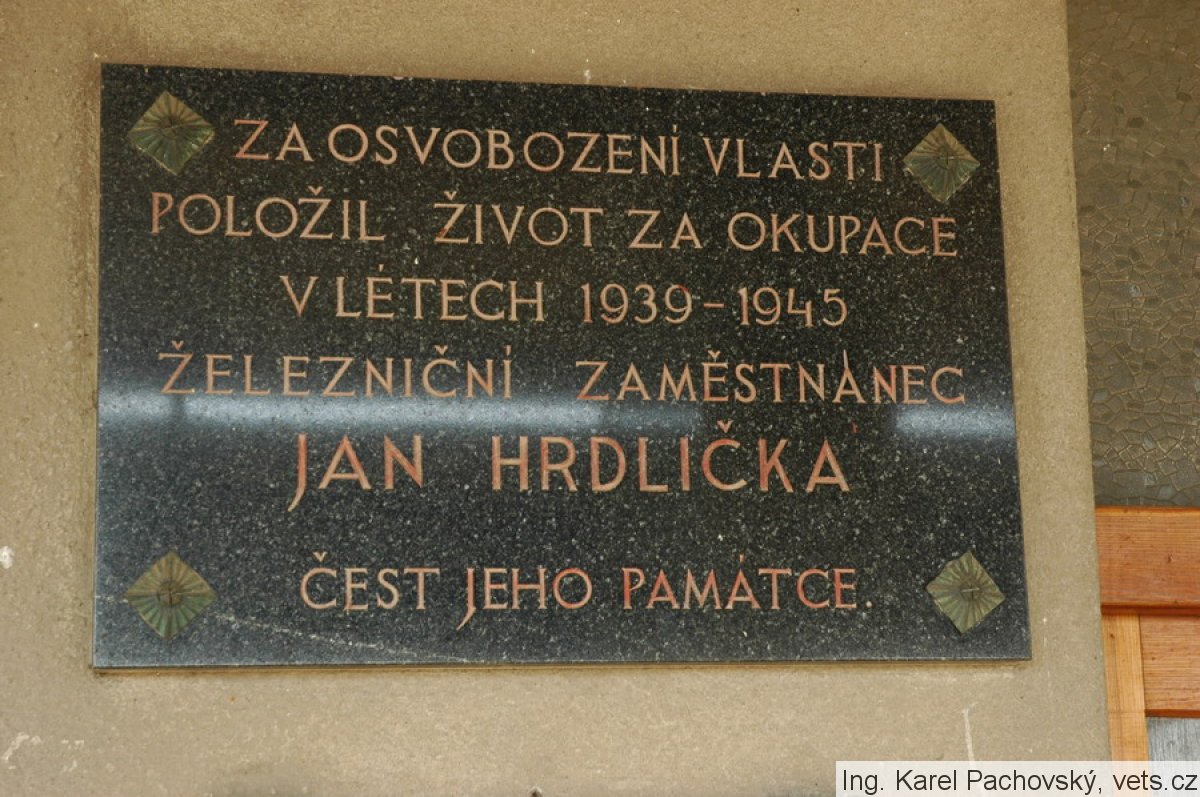 ZA OSVOBOZENÍ VLASTI
POLOŽIL ŽIVOT ZA OKUPACE
V LÉTECH 1939-1945
ŽELEZNIČNÍ ZAMĚSTNANEC
JAN HRDLIČKA
ČEST JEHO PAMÁTCE.
Ing. Karel Pachovský, vets.cz